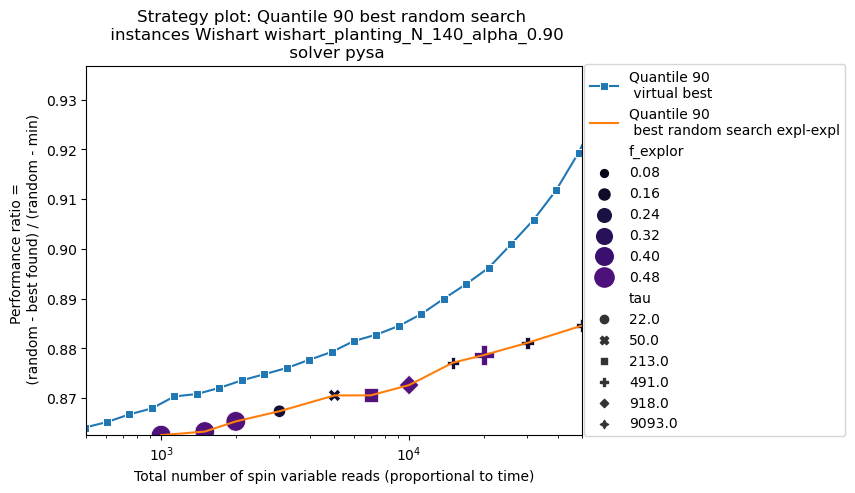 Strategy plot: Quantile 90 best random search
instances Wishart wishart_planting_N_140_alpha_0.90
solver pysa
Performance ratio =
(random - best found) / (random - min)
0.93
0.92
0.91
0.90
0.89
0.88
0.87
10³
10⁴
Total number of spin variable reads (proportional to time)
Quantile 90
virtual best
Quantile 90
best random search expl-expl
f_explor
0.08
0.16
0.24
0.32
0.40
0.48
tau
22.0
50.0
213.0
491.0
918.0
9093.0